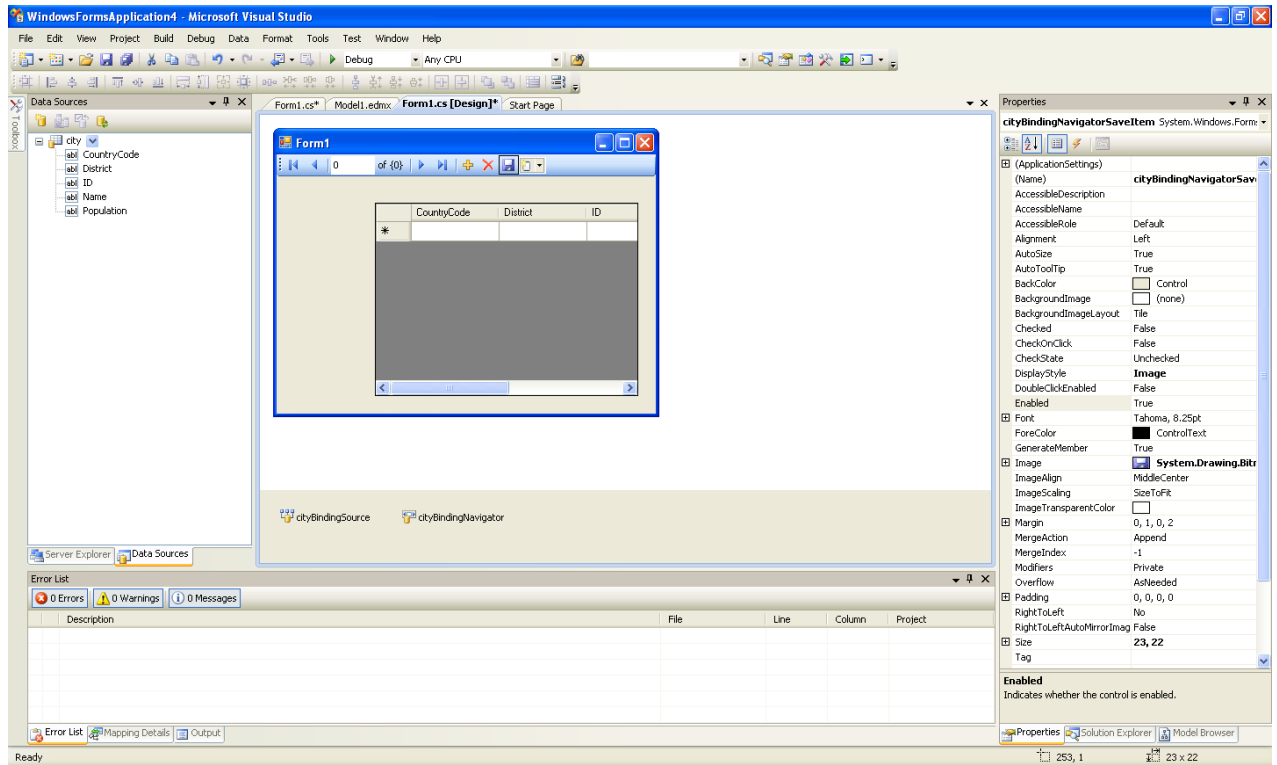 WindowsFormsApplication4 - Microsoft Visual Studio
File Edit View Project Build Debug Data Format Tools Test Window Help
Debug Any CPU
Toolbox
Data Sources
city
CountryCode
District
ID
Name
Population
Server Explorer Data Sources
Form1.cs* Model1.edmx Form1.cs [Design]* Start Page
Form1
0 of {0}
CountryCode District ID
cityBindingSource cityBindingNavigator
Error List
0 Errors 0 Warnings 0 Messages
Description File Line Column Project
Error List Mapping Details Output
Properties
cityBindingNavigatorSaveItem System.Windows.Form:
(ApplicationSettings)
(Name) cityBindingNavigatorSav
AccessibleDescription
AccessibleName
AccessibleRole Default
Alignment Left
AutoSize True
AutoToolTip True
BackColor Control
BackgroundImage (none)
BackgroundImageLayout Tile
Checked False
CheckOnClick False
CheckState Unchecked
DisplayStyle Image
DoubleClickEnabled False
Enabled True
Font Tahoma, 8.25pt
ForeColor ControlText
GenerateMember True
Image System.Drawing.Bitr
ImageAlign MiddleCenter
ImageScaling SizeToFit
ImageTransparentColor
Margin 0, 1, 0, 2
MergeAction Append
MergeIndex -1
Modifiers Private
Overflow AsNeeded
Padding 0, 0, 0, 0
RightToLeft No
RightToLeftAutoMirrorImag False
Size 23, 22
Tag
Enabled
Indicates whether the control is enabled.
Properties Solution Explorer Model Browser
Ready 253, 1 23 x 22